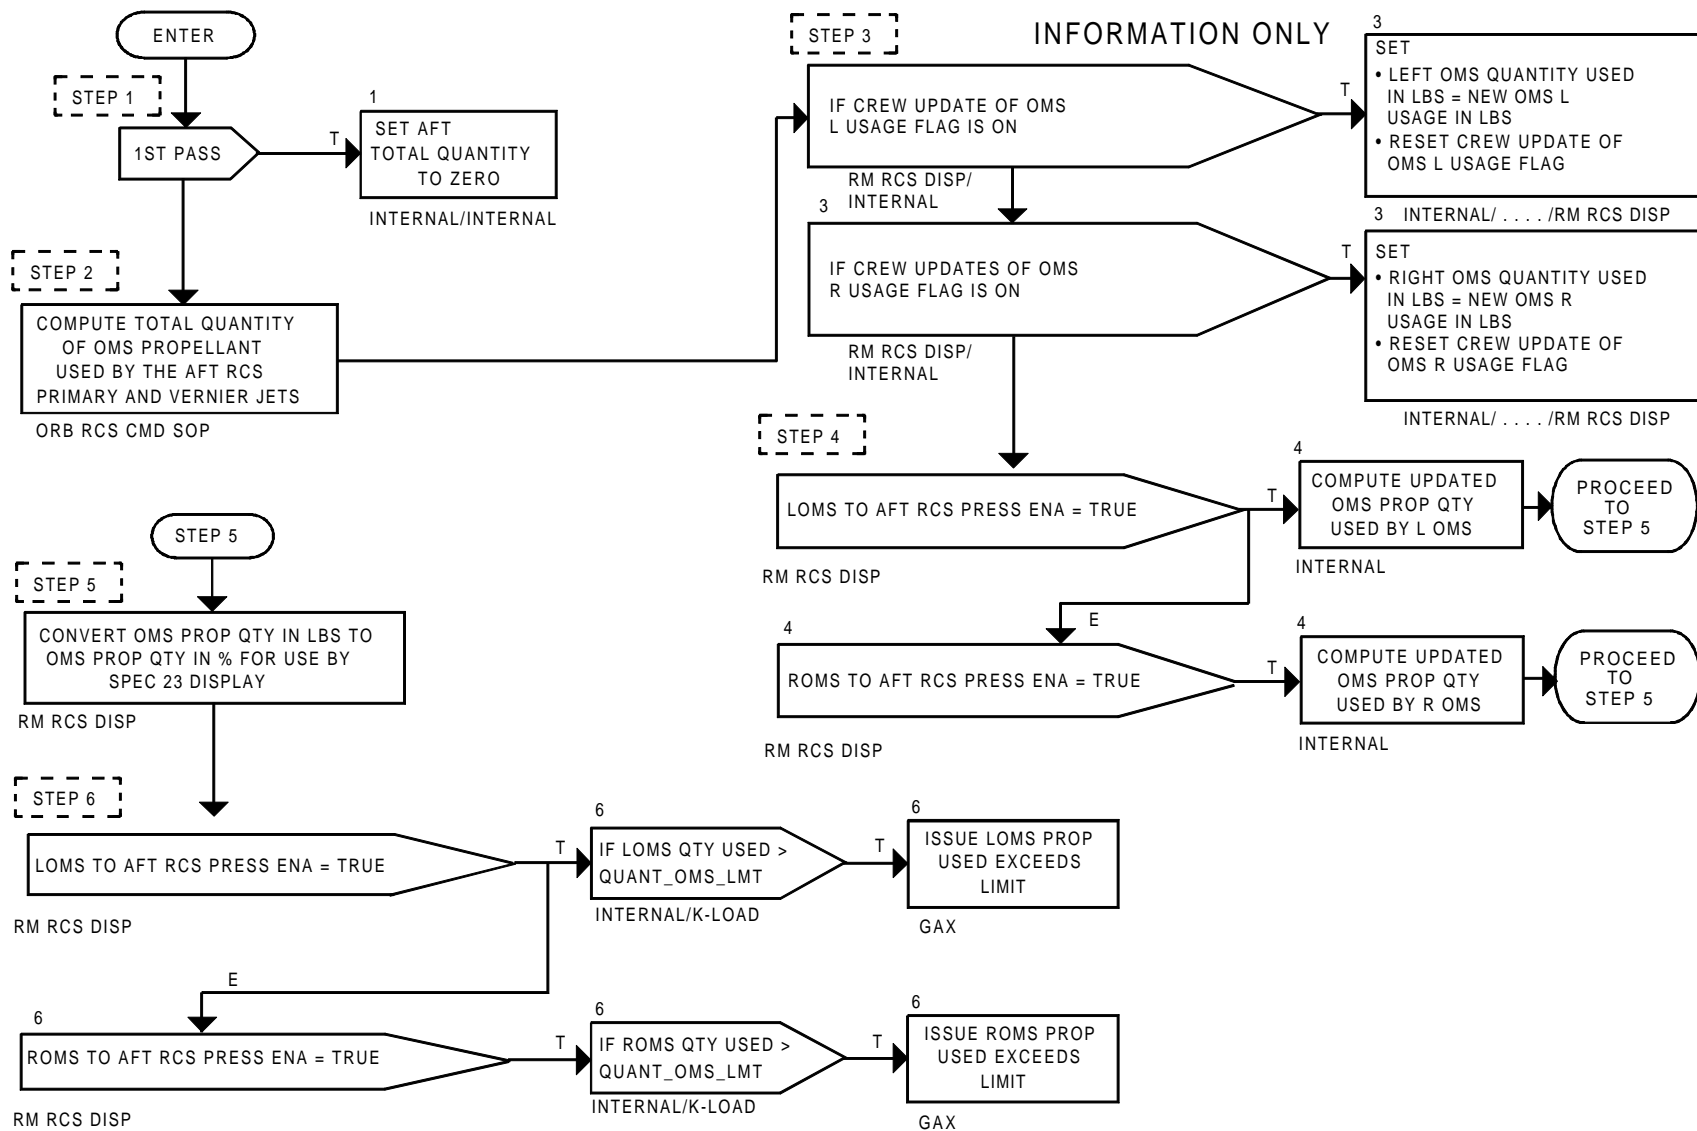 ENTER
STEP 1
1ST PASS
T
1
SET AFT
TOTAL QUANTITY
TO ZERO
INTERNAL/INTERNAL
STEP 2
COMPUTE TOTAL QUANTITY
OF OMS PROPELLANT
USED BY THE AFT RCS
PRIMARY AND VERNIER JETS
ORB RCS CMD SOP
INFORMATION ONLY
STEP 3
IF CREW UPDATE OF OMS
L USAGE FLAG IS ON
RM RCS DISP/
INTERNAL
T
3
SET
• LEFT OMS QUANTITY USED
IN LBS = NEW OMS L
USAGE IN LBS
• RESET CREW UPDATE OF
OMS L USAGE FLAG
INTERNAL/ . . . . /RM RCS DISP
3
IF CREW UPDATES OF OMS
R USAGE FLAG IS ON
RM RCS DISP/
INTERNAL
T
3
SET
• RIGHT OMS QUANTITY USED
IN LBS = NEW OMS R
USAGE IN LBS
• RESET CREW UPDATE OF
OMS R USAGE FLAG
INTERNAL/ . . . . /RM RCS DISP
STEP 4
LOMS TO AFT RCS PRESS ENA = TRUE
RM RCS DISP
T
4
COMPUTE UPDATED
OMS PROP QTY
USED BY L OMS
INTERNAL
PROCEED
TO
STEP 5
E
4
ROMS TO AFT RCS PRESS ENA = TRUE
RM RCS DISP
T
4
COMPUTE UPDATED
OMS PROP QTY
USED BY R OMS
INTERNAL
PROCEED
TO
STEP 5
STEP 5
STEP 5
CONVERT OMS PROP QTY IN LBS TO
OMS PROP QTY IN % FOR USE BY
SPEC 23 DISPLAY
RM RCS DISP
STEP 6
LOMS TO AFT RCS PRESS ENA = TRUE
RM RCS DISP
T
6
IF LOMS QTY USED >
QUANT_OMS_LMT
INTERNAL/K-LOAD
T
6
ISSUE LOMS PROP
USED EXCEEDS
LIMIT
GAX
E
6
ROMS TO AFT RCS PRESS ENA = TRUE
RM RCS DISP
T
6
IF ROMS QTY USED >
QUANT_OMS_LMT
INTERNAL/K-LOAD
T
6
ISSUE ROMS PROP
USED EXCEEDS
LIMIT
GAX